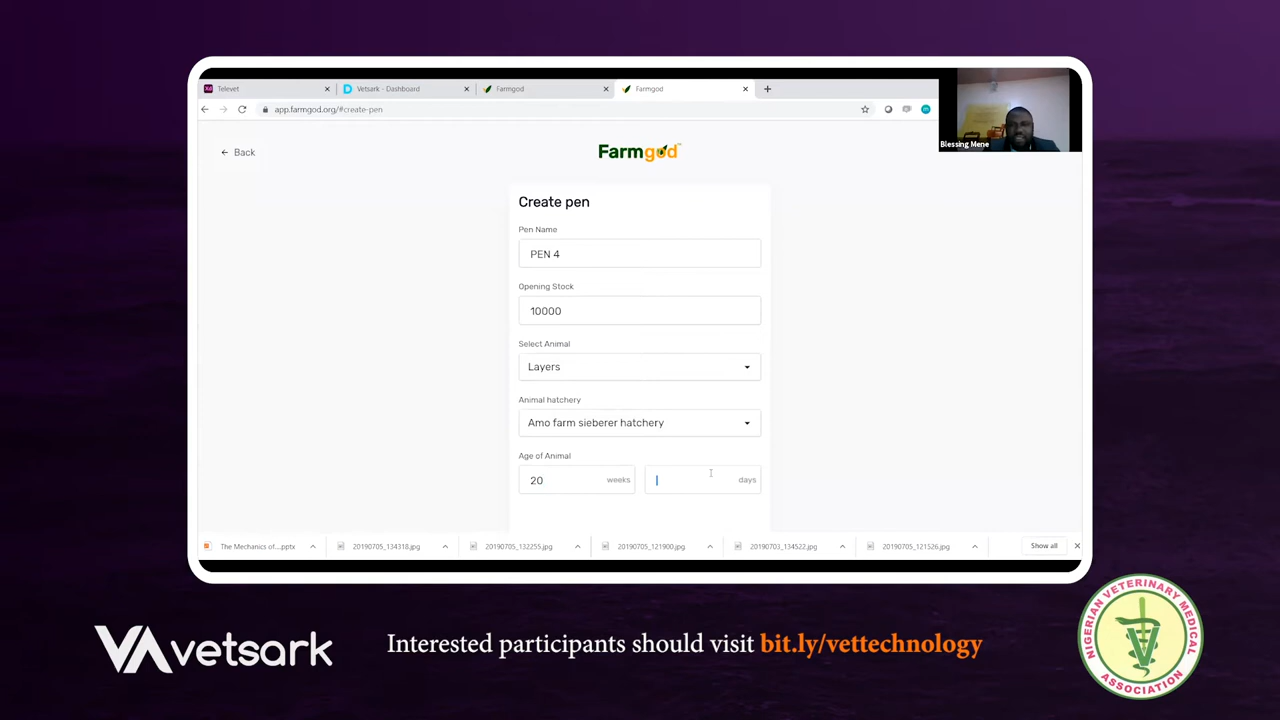 Televet
Vetsark - Dashboard
Farmgod
Farmgod
app.farmgod.org/#create-pen
Blessing Mene
Back
Farmgod
Create pen
Pen Name
PEN 4
Opening Stock
10000
Select Animal
Layers
Animal hatchery
Amo farm sieberer hatchery
Age of Animal
20 weeks
days
The Mechanics of....pptx
20190705_134318.jpg
20190705_132255.jpg
20190705_121900.jpg
20190703_134522.jpg
20190705_121526.jpg
Show all
vetsark
Interested participants should visit bit.ly/vettechnology
NIGERIAN VETERINARY MEDICAL
ASSOCIATION